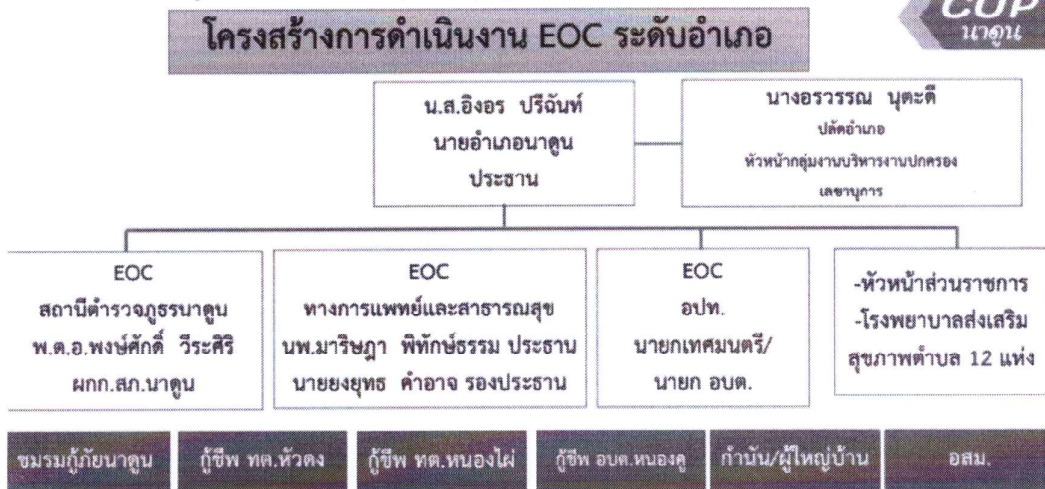 CUP
นาดูน
โครงสร้างการดำเนินงาน EOC ระดับอำเภอ
น.ส.อิงอร ปรีฉันท์
นายอำเภอนาดูน
ประธาน
นางอรวรรณ นุตะดี
ปลัดอำเภอ
หัวหน้ากลุ่มงานบริหารงานปกครอง
เลขานุการ
EOC
สถานีตำรวจภูธรนาดูน
พ.ต.อ.พงษ์ศักดิ์ วีระศิริ
ผกก.สภ.นาดูน
EOC
ทางการแพทย์และสาธารณสุข
นพ.มาริษฎา พิทักษ์ธรรม ประธาน
นายยงยุทธ คำอาจ รองประธาน
EOC
อปท.
นายกเทศมนตรี/
นายก อบต.
-หัวหน้าส่วนราชการ
-โรงพยาบาลส่งเสริม
สุขภาพตำบล 12 แห่ง
ชมรมกู้ภัยนาดูน
กู้ชีพ ทต.หัวดง
กู้ชีพ ทต.หนองไผ่
กู้ชีพ อบต.หนองคู
กำนัน/ผู้ใหญ่บ้าน
อสม.